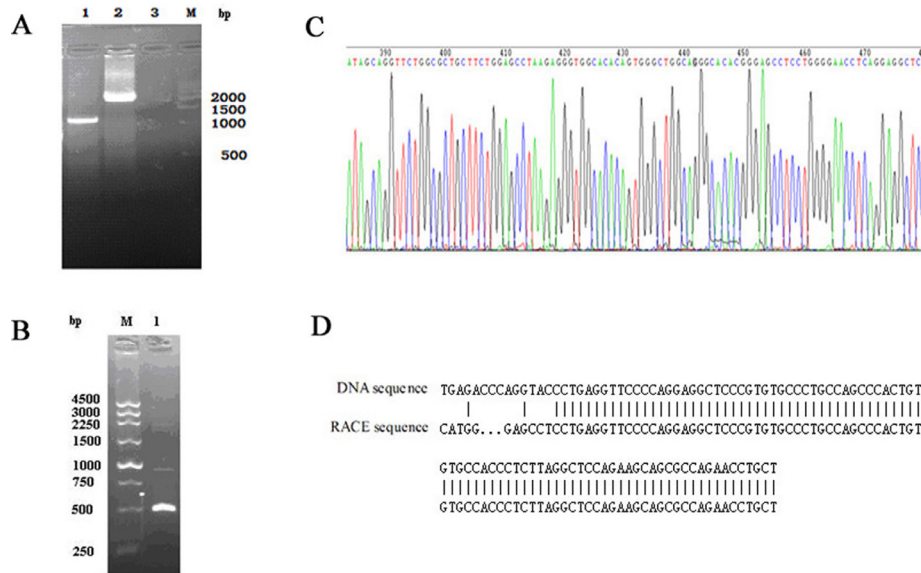 A
1 2 3 M bp
2000
1500
1000
500
B
bp M 1
4500
3000
2250
1500
1000
750
500
250
C
390 400 410 420 430 440 450 460 470
ATAGCAGGTTCTGGCGCTGCTTCTGGAGCCTAAGAGGGTGGCACACAGTGGGCTGGCAGGGCACACGGGAGCCTCCTGGGGAACCTCAGGAGGCTC
D
DNA sequence TGAGACCCAGGTACCCTGAGGTTCCCCAGGAGGCTCCCGTGTGCCCTGCCAGCCCACTGT
RACE sequence CATGG...GAGCCTCCTGAGGTTCCCCAGGAGGCTCCCGTGTGCCCTGCCAGCCCACTGT
GTGCCACCCTCTTAGGCTCCAGAAGCAGCGCCAGAACCTGCT
GTGCCACCCTCTTAGGCTCCAGAAGCAGCGCCAGAACCTGCT